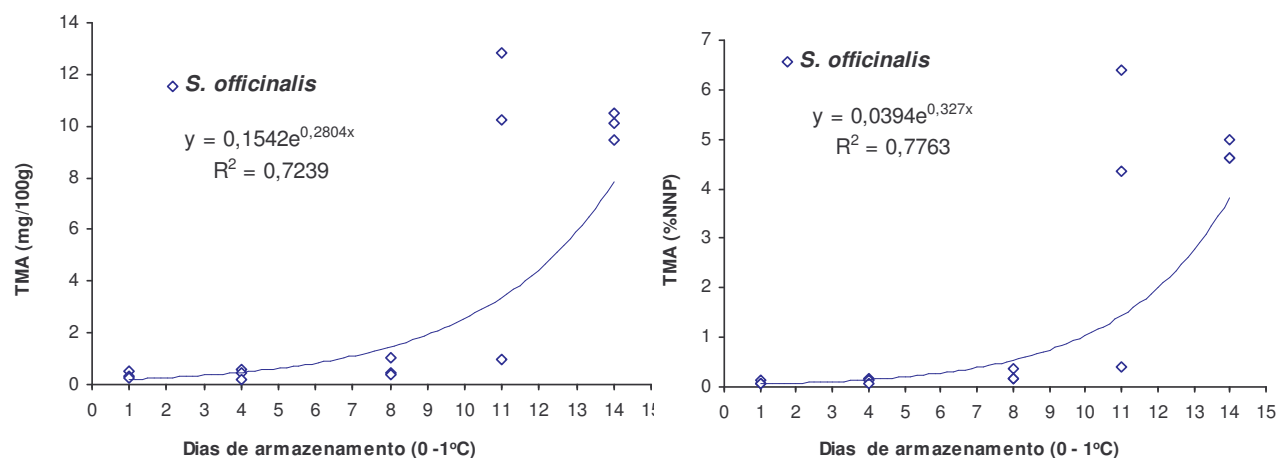 14
12
10
8
6
4
2
0
TMA (mg/100g)
S. officinalis
y = 0,1542e^0,2804x
R² = 0,7239
0 1 2 3 4 5 6 7 8 9 10 11 12 13 14
Dias de armazenamento (0 -1ºC)
7
6
5
4
3
2
1
0
TMA (%NNP)
S. officinalis
y = 0,0394e^0,327x
R² = 0,7763
0 1 2 3 4 5 6 7 8 9 10 11 12 13 14 15
Dias de armazenamento (0 - 1ºC)